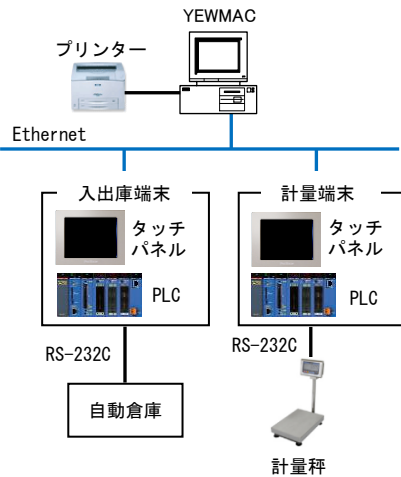 YEWMAC
プリンター
Ethernet
入出庫端末
タッチ
パネル
PLC
RS-232C
自動倉庫
計量端末
タッチ
パネル
PLC
RS-232C
計量秤